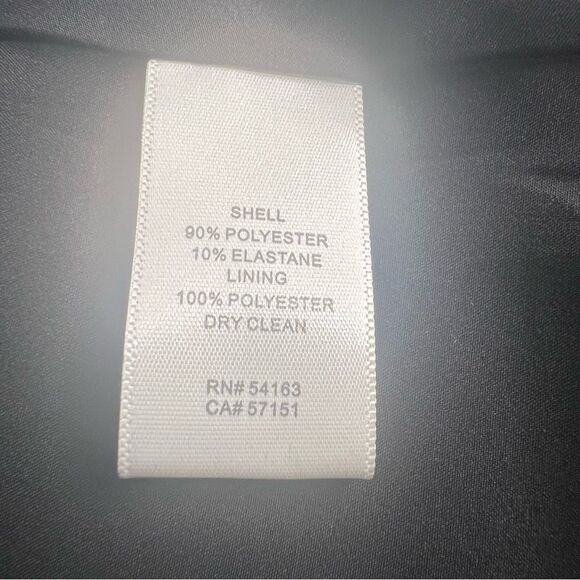 SHELL
90% POLYESTER
10% ELASTANE
LINING
100% POLYESTER
DRY CLEAN
RN# 54163
CA# 57151